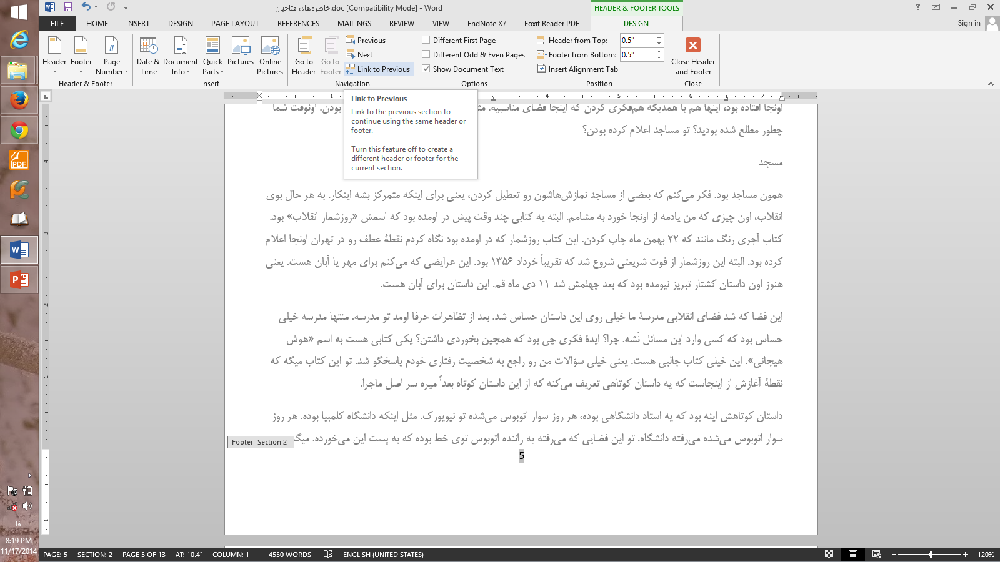 خاطره‌های فتاحیان.doc [Compatibility Mode] - Word
HEADER & FOOTER TOOLS
FILE HOME INSERT DESIGN PAGE LAYOUT REFERENCES MAILINGS REVIEW VIEW EndNote X7 Foxit Reader PDF DESIGN Sign in
Header
Footer
Page Number
Header & Footer
Date & Time
Document Info
Quick Parts
Pictures
Online Pictures
Insert
Go to Header
Go to Footer
Previous
Next
Link to Previous
Navigation
Different First Page
Different Odd & Even Pages
Show Document Text
Options
Header from Top: 0.5"
Footer from Bottom: 0.5"
Insert Alignment Tab
Position
Close Header and Footer
Close
Link to Previous
Link to the previous section to
continue using the same header or
footer.
Turn this feature off to create a
different header or footer for the
current section.
1 4 5 6 7
4
3
2
1
1
اونجا افتاده بود، اینها هم با همدیگه هم‌فکری کردن که اینجا فضای مناسبیه. بودن. اونوقت شما
چطور مطلع شده بودید؟ تو مساجد اعلام کرده بودن؟
مسجد
همون مساجد بود. فکر می‌کنم که بعضی از مساجد نمازش‌هاشون رو تعطیل کردن، یعنی برای اینکه متمرکز بشه اینکار. به هر حال بوی
انقلاب، اون چیزی که من یادمه از اونجا خورد به مشامم. البته یه کتابی چند وقت پیش در اومده بود که اسمش «روزشمار انقلاب» بود.
کتاب آجری رنگ مانند که ۲۲ بهمن ماه چاپ کردن. این کتاب روزشمار که در اومده بود نگاه کردم نقطهٔ عطف رو در تهران اونجا اعلام
کرده بود. البته این روزشمار از فوت شریعتی شروع شد که تقریباً خرداد ۱۳۵۶ بود. این عرایضی که می‌کنم برای مهر یا آبان هست. یعنی
هنوز اون داستان کشتار تبریز نیومده بود که بعد چهلمش شد ۱۱ دی ماه قم. این داستان برای آبان هست.
این فضا که شد فضای انقلابی مدرسهٔ ما خیلی روی این داستان حساس شد. بعد از تظاهرات حرفا اومد تو مدرسه. منتها مدرسه خیلی
حساس بود که کسی وارد این مسائل نَشه. چرا؟ ایدهٔ فکری چی بود که همچین بخوردی داشتن؟ یکی کتابی هست به اسم «هوش
هیجانی». این خیلی کتاب جالبی هست. یعنی خیلی سؤالات من رو راجع به شخصیت رفتاری خودم پاسخگو شد. تو این کتاب میگه که
نقطهٔ آغازش از اینجاست که یه داستان کوتاهی تعریف می‌کنه که از این داستان کوتاه بعداً میره سر اصل ماجرا.
داستان کوتاهش اینه بود که یه استاد دانشگاهی بوده، هر روز سوار اتوبوس می‌شده تو نیویورک. مثل اینکه دانشگاه کلمبیا بوده. هر روز
سوار اتوبوس می‌شده می‌رفته دانشگاه. تو این فضایی که می‌رفته یه راننده اتوبوس توی خط بوده که به پست این می‌خورده. میگ
Footer -Section 2-
5
PDF
فا
8:19 PM
11/17/2014
PAGE: 5 SECTION: 2 PAGE 5 OF 13 AT: 10.4" COLUMN: 1 4550 WORDS ENGLISH (UNITED STATES) 120%